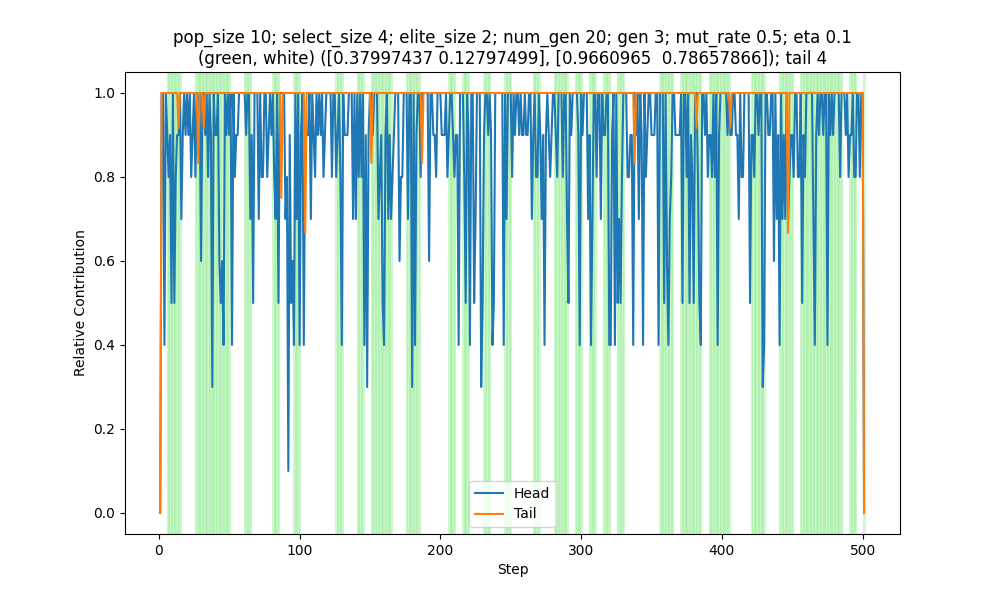 pop_size 10; select_size 4; elite_size 2; num_gen 20; gen 3; mut_rate 0.5; eta 0.1
(green, white) ([0.37997437 0.12797499], [0.9660965  0.78657866]); tail 4
Relative Contribution
1.0
0.8
0.6
0.4
0.2
0.0
Head
Tail
0
100
200
300
400
500
Step